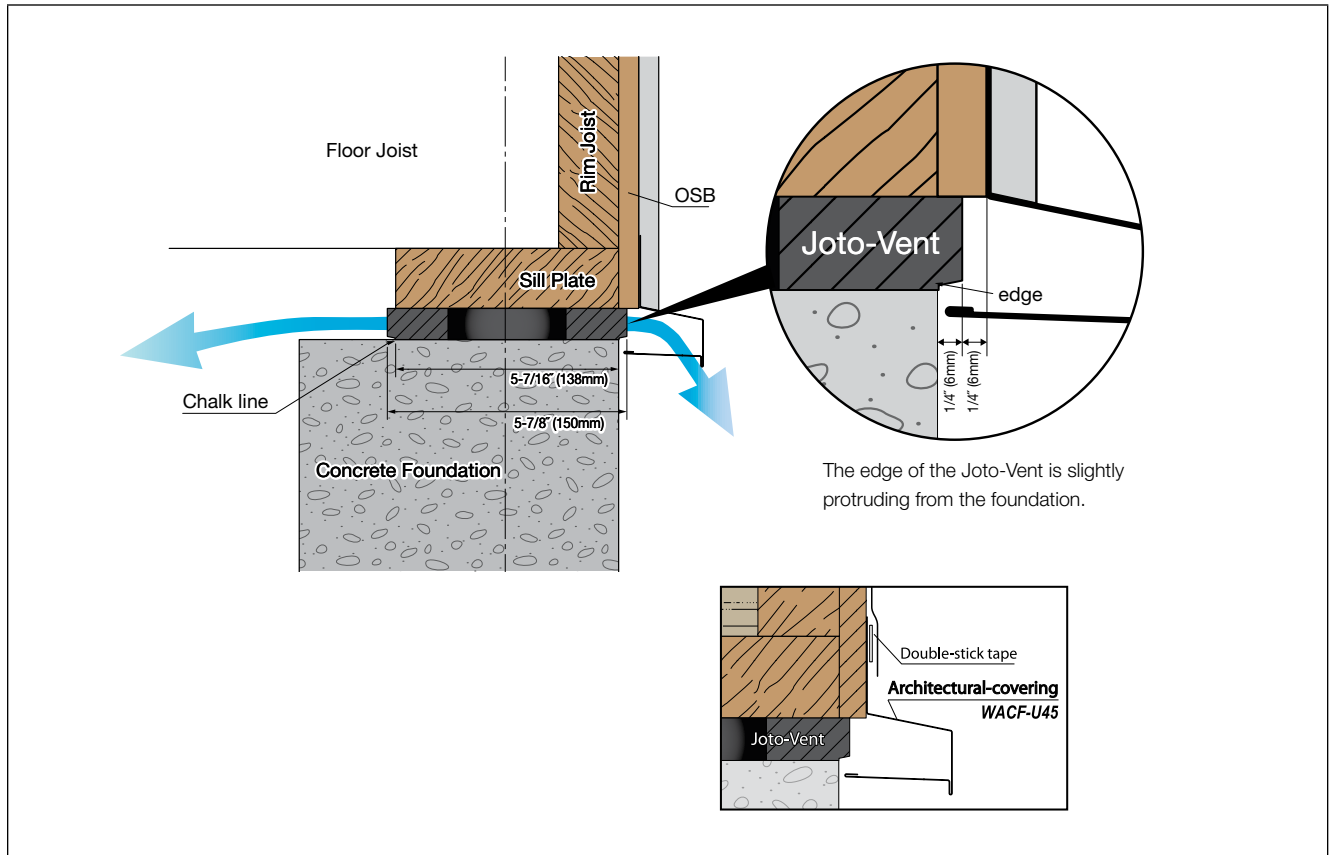 Floor Joist
Rim Joist
OSB
Sill Plate
Joto-Vent
edge
1/4˝ (6mm)
1/4˝ (6mm)
Chalk line
5-7/16˝ (138mm)
5-7/8˝ (150mm)
Concrete Foundation
The edge of the Joto-Vent is slightly
protruding from the foundation.
Double-stick tape
Architectural-covering
WACF-U45
Joto-Vent